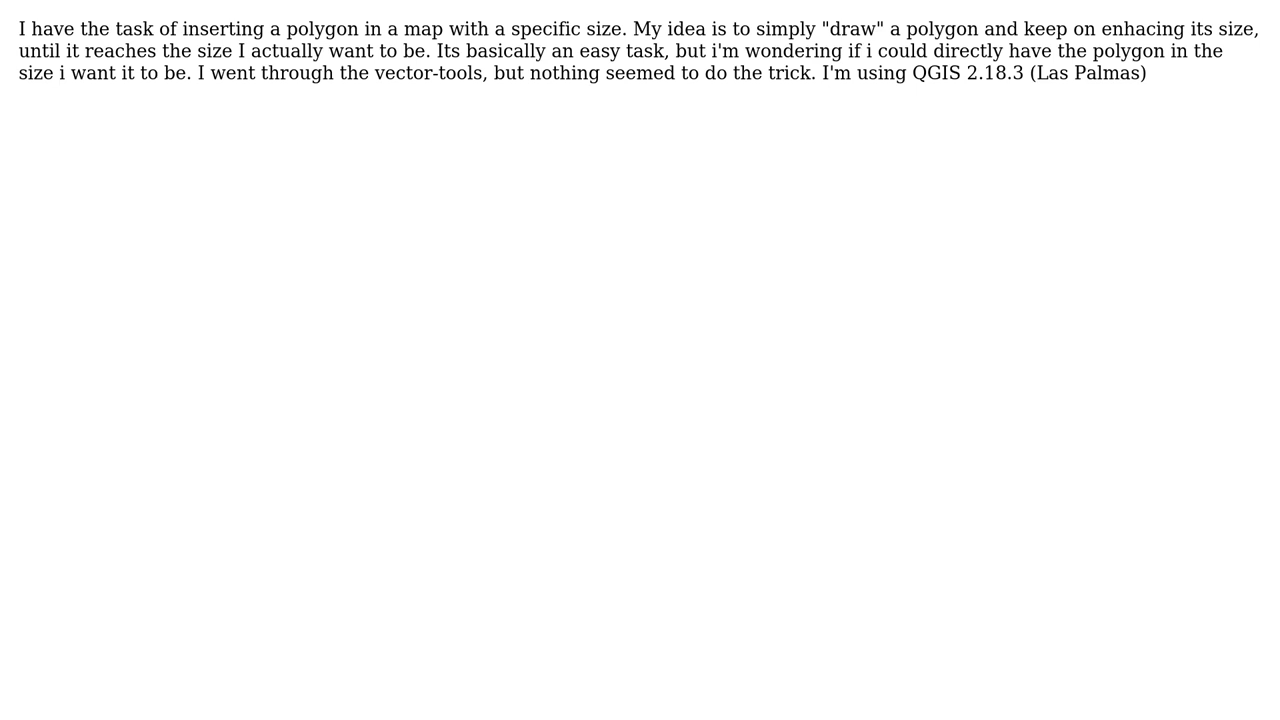 I have the task of inserting a polygon in a map with a specific size. My idea is to simply "draw" a polygon and keep on enhacing its size,
until it reaches the size I actually want to be. Its basically an easy task, but i'm wondering if i could directly have the polygon in the
size i want it to be. I went through the vector-tools, but nothing seemed to do the trick. I'm using QGIS 2.18.3 (Las Palmas)